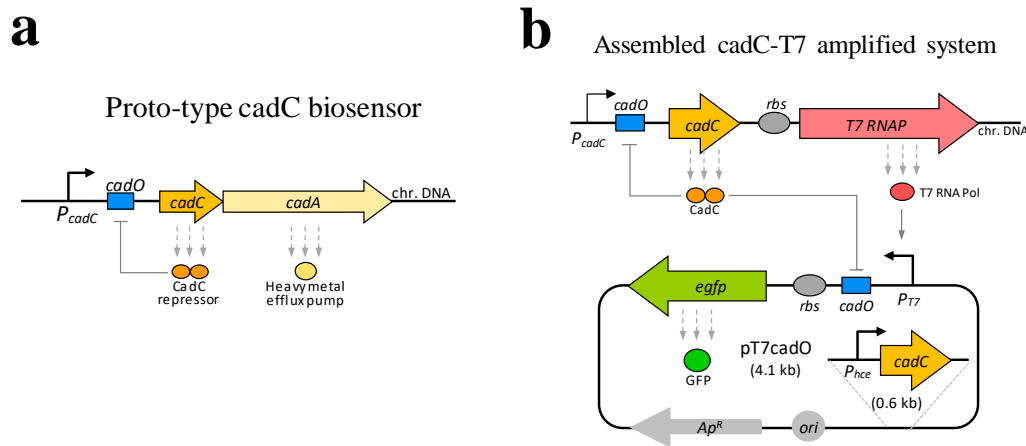 a
Proto-type cadC biosensor
cadO
cadC
cadA
chr. DNA
PcadC
CadC
repressor
Heavy metal
efflux pump
b
Assembled cadC-T7 amplified system
cadO
cadC
rbs
T7 RNAP
chr. DNA
PcadC
CadC
T7 RNA Pol
egfp
rbs
cadO
PT7
GFP
pT7cadO
(4.1 kb)
Phce
cadC
(0.6 kb)
ApR
ori